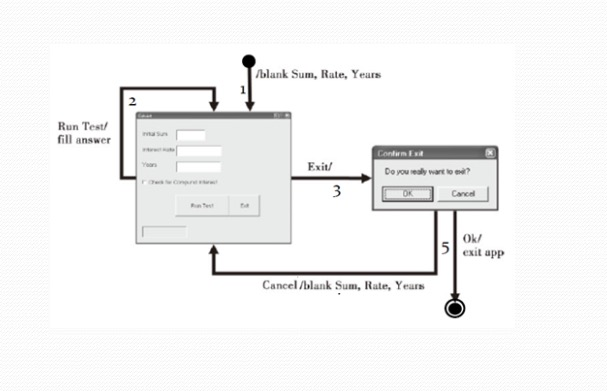 /blank Sum, Rate, Years
1
2
Run Test/
fill answer
Initial Sum
Interest Rate
Years
Check for Compound Interest
Run Test
Exit
Exit/
3
Confirm Exit
Do you really want to exit?
OK
Cancel
5
Ok/
exit app
Cancel /blank Sum, Rate, Years